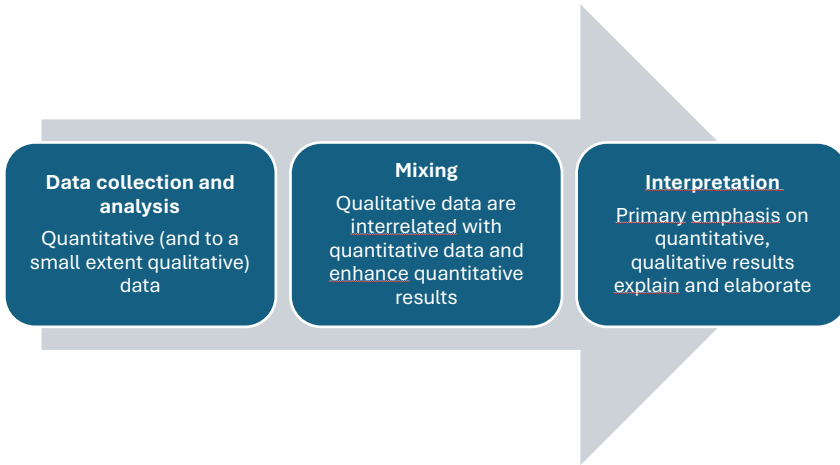 Data collection and
analysis
Quantitative (and to a
small extent qualitative)
data
Mixing
Qualitative data are
interrelated with
quantitative data and
enhance quantitative
results
Interpretation
Primary emphasis on
quantitative,
qualitative results
explain and elaborate